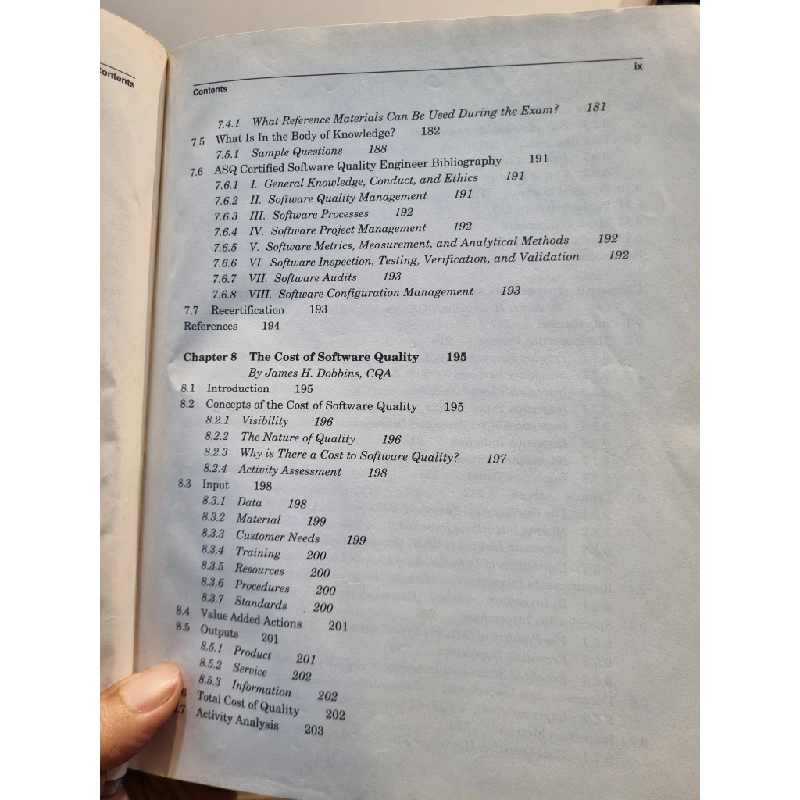 ontents
Contents ix
7.4.1 What Reference Materials Can Be Used During the Exam? 181
7.5 What Is In the Body of Knowledge? 182
7.5.1 Sample Questions 188
7.6 ASQ Certified Software Quality Engineer Bibliography 191
7.6.1 I. General Knowledge, Conduct, and Ethics 191
7.6.2 II. Software Quality Management 191
7.6.3 III. Software Processes 192
7.6.4 IV. Software Project Management 192
7.6.5 V. Software Metrics, Measurement, and Analytical Methods 192
7.6.6 VI Software Inspection, Testing, Verification, and Validation 192
7.6.7 VII. Software Audits 193
7.6.8 VIII. Software Configuration Management 193
7.7 Recertification 193
References 194
Chapter 8 The Cost of Software Quality 195
By James H. Dobbins, CQA
8.1 Introduction 195
8.2 Concepts of the Cost of Software Quality 195
8.2.1 Visibility 196
8.2.2 The Nature of Quality 196
8.2.3 Why is There a Cost to Software Quality? 197
8.2.4 Activity Assessment 198
8.3 Input 198
8.3.1 Data 198
8.3.2 Material 199
8.3.3 Customer Needs 199
8.3.4 Training 200
8.3.5 Resources 200
8.3.6 Procedures 200
8.3.7 Standards 200
8.4 Value Added Actions 201
8.5 Outputs 201
8.5.1 Product 201
8.5.2 Service 202
8.5.3 Information 202
6 Total Cost of Quality 202
.7 Activity Analysis 203